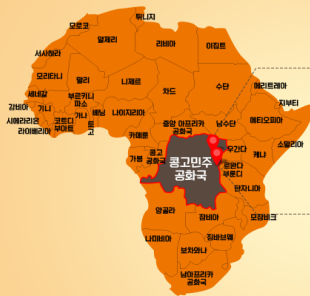 튀니지
모로코
알제리
리비아
이집트
서사하라
모리타니
말리
니제르
차드
수단
에리트레아
세네갈
감비아
부르키나
파소
지부티
기니
가나
베닝
나이지리아
에티오피아
시에라리온
코트디
부아르
토
고
중앙 아프리카
공화국
남수단
라이베리아
카메룬
소말리아
우간다
케냐
가봉
콩고
공화국
콩고민주
공화국
르완다
부룬디
탄자니아
앙골라
잠비아
모잠비크
나미비아
짐바브웨
보차와나
남아프리카
공화국